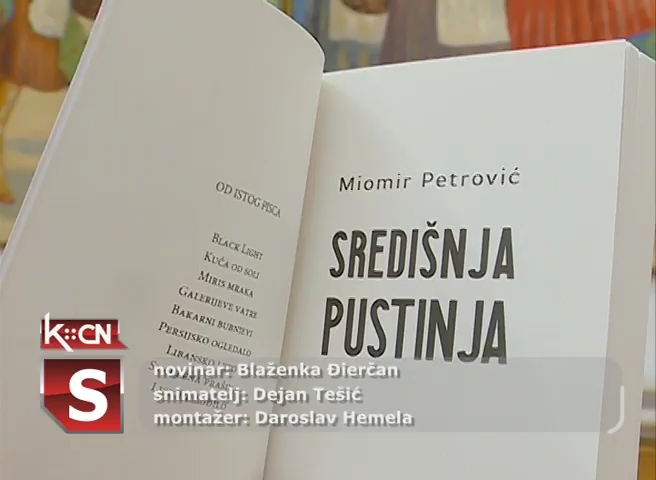 OD ISTOG PISCA
BLACK LIGHT
KUĆA OD SOLI
MIRIS MRAKA
GALERIJEVE VATRE
BAKARNI BUBNJEVI
PERSIJSKO OGLEDALO
LIBANSKO
Miomir Petrović
SREDIŠNJA
PUSTINJA
K::CN
S
novinar: Blaženka Đierčan
snimatelj: Dejan Tešić
montažer: Daroslav Hemela